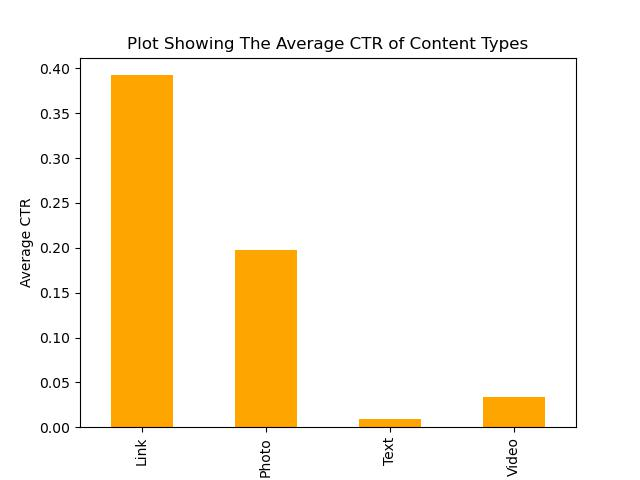 Plot Showing The Average CTR of Content Types
0.40
0.35
0.30
0.25
0.20
0.15
0.10
0.05
0.00
Average CTR
Link
Photo
Text
Video